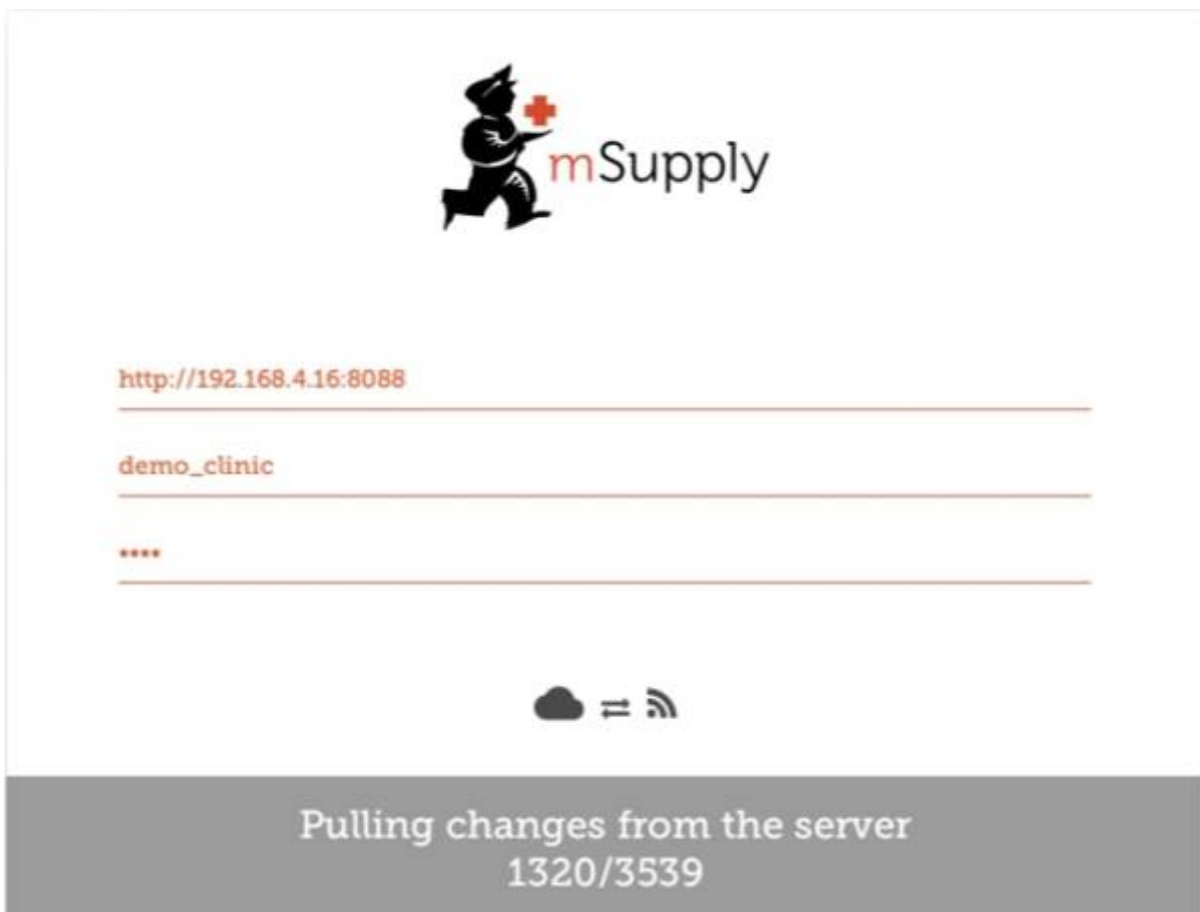 mSupply
http://192.168.4.16:8088
demo_clinic
••••
Pulling changes from the server
1320/3539